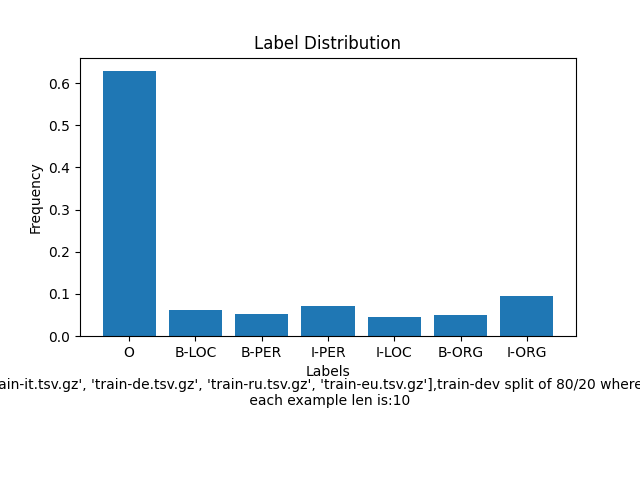 Label Distribution
0.6
0.5
0.4
0.3
0.2
0.1
0.0
Frequency
O B-LOC B-PER I-PER I-LOC B-ORG I-ORG
Labels
ain-it.tsv.gz', 'train-de.tsv.gz', 'train-ru.tsv.gz', 'train-eu.tsv.gz'],train-dev split of 80/20 where
each example len is:10